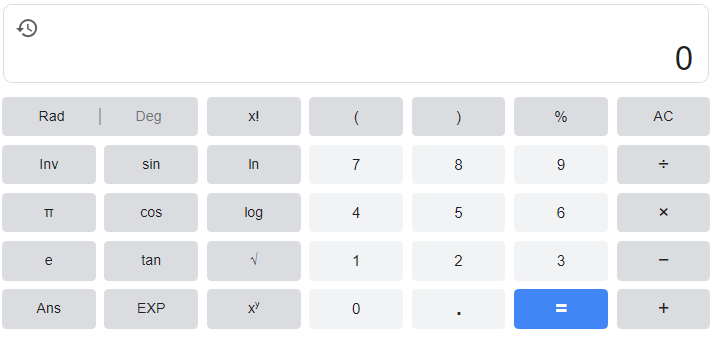 0
Rad | Deg x! ( ) % AC
Inv sin ln 7 8 9 ÷
π cos log 4 5 6 ×
e tan √ 1 2 3 −
Ans EXP xʸ 0 . = +